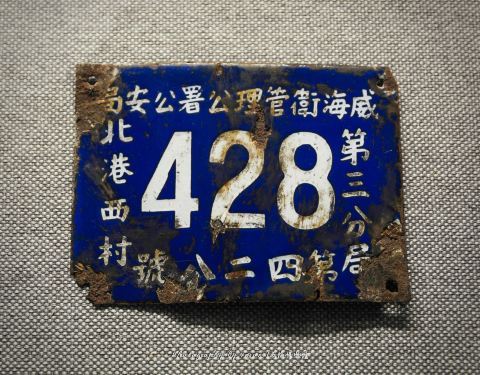 威海衛管理公署公安局
第三分局
428
北港西村
第四二八號